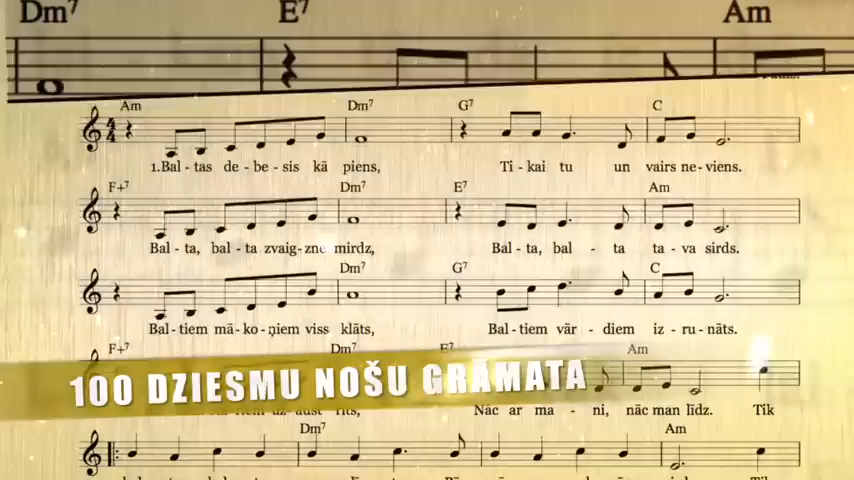 Dm7 E7 Am
Am Dm7 G7 C
1.Bal - tas de - be - sis kā piens, Ti - kai tu un vairs ne - viens.
F+7 Dm7 E7 Am
Bal - ta, bal - ta zvaig - zne mirdz, Bal - ta, bal - ta ta - va sirds.
Dm7 G7 C
Bal - tiem mā - ko - ņiem viss klāts, Bal - tiem vār - diem iz - ru - nāts.
F+7 Dm7 E7 Am
100 DZIESMU NOŠU GRĀMATA
Nāc ar ma - ni, nāc man līdz. Tik
Dm7 Am